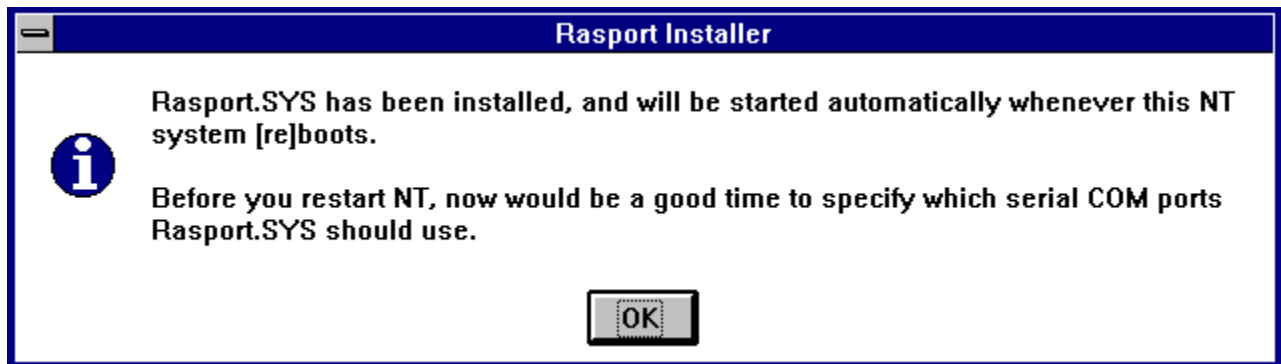 Rasport Installer
Rasport.SYS has been installed, and will be started automatically whenever this NT
system [re]boots.
Before you restart NT, now would be a good time to specify which serial COM ports
Rasport.SYS should use.
OK